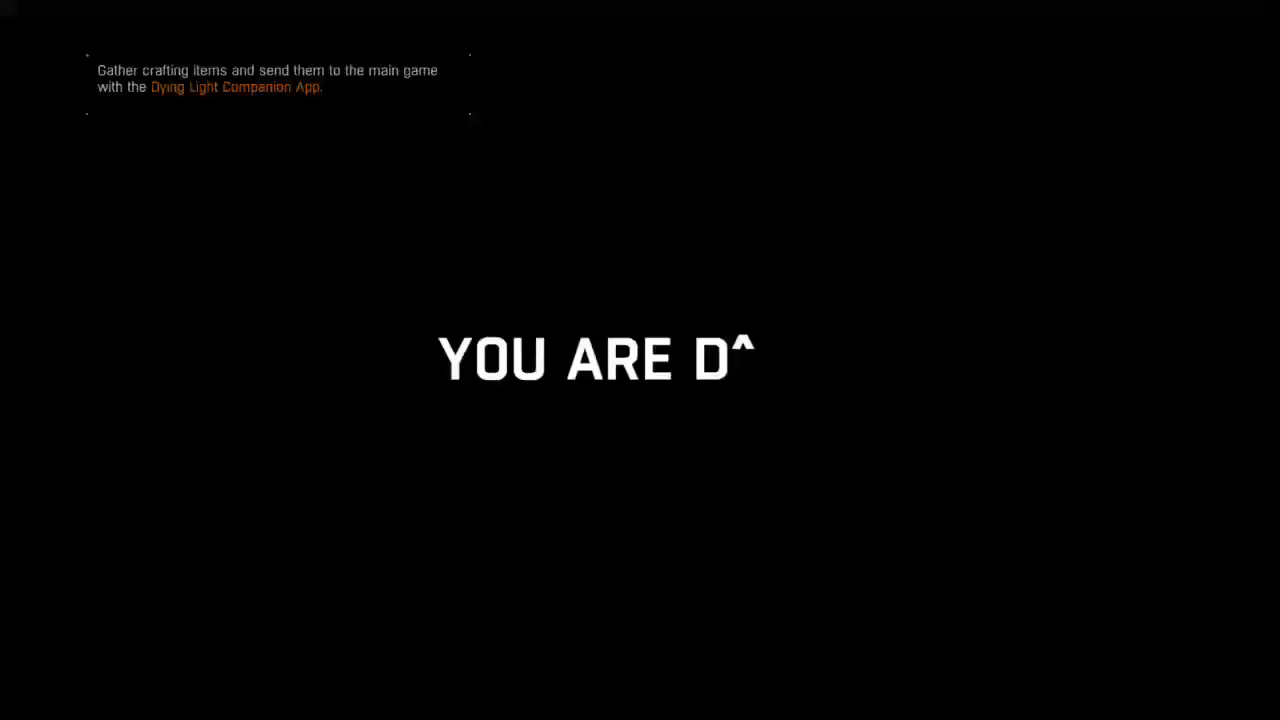 Gather crafting items and send them to the main game
with the Dying Light Companion App.
YOU ARE D^